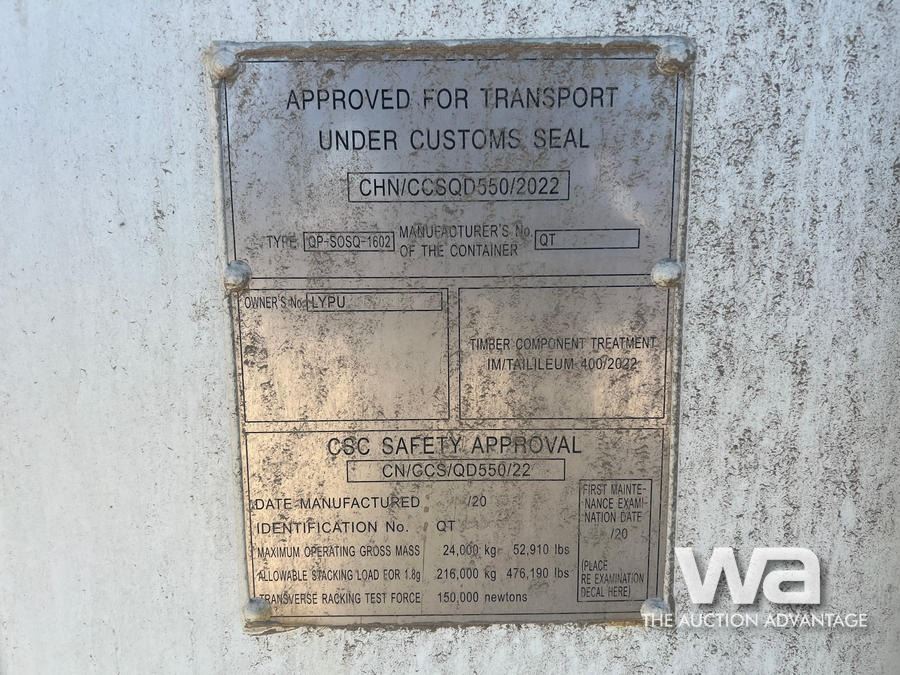 APPROVED FOR TRANSPORT
UNDER CUSTOMS SEAL
CHN/CCSQD550/2022
TYPE QP-SOSQ-1602 MANUFACTURER'S No. OF THE CONTAINER QT
OWNER'S No. LYPU
TIMBER COMPONENT TREATMENT
IM/TAILILEUM 400/2022
CSC SAFETY APPROVAL
CN/CCS/QD550/22
DATE MANUFACTURED /20
IDENTIFICATION No. QT
MAXIMUM OPERATING GROSS MASS 24,000 kg 52,910 lbs
ALLOWABLE STACKING LOAD FOR 1.8g 216,000 kg 476,190 lbs
TRANSVERSE RACKING TEST FORCE 150,000 newtons
FIRST MAINTE-
NANCE EXAMI-
NATION DATE
/20
(PLACE
RE EXAMINATION
DECAL HERE)
wa
THE AUCTION ADVANTAGE